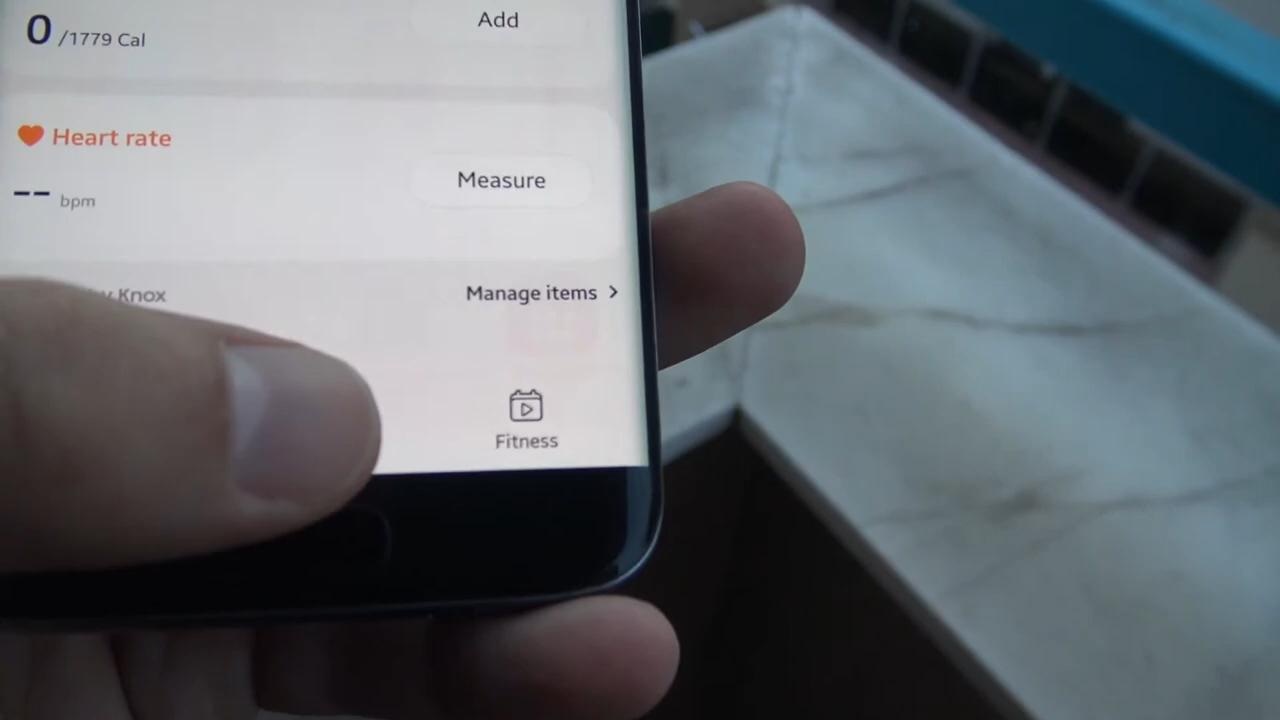 0 /1779 Cal
Add
Heart rate
Measure
-- bpm
Knox
Manage items >
Fitness